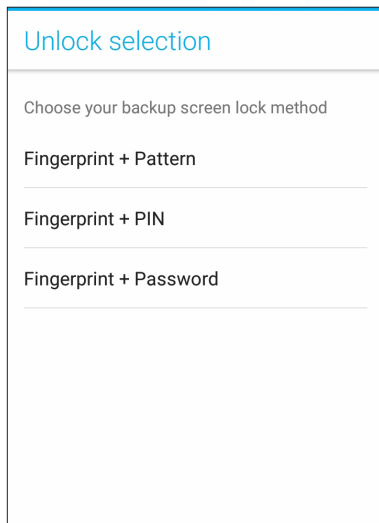 Unlock selection
Choose your backup screen lock method
Fingerprint + Pattern
Fingerprint + PIN
Fingerprint + Password